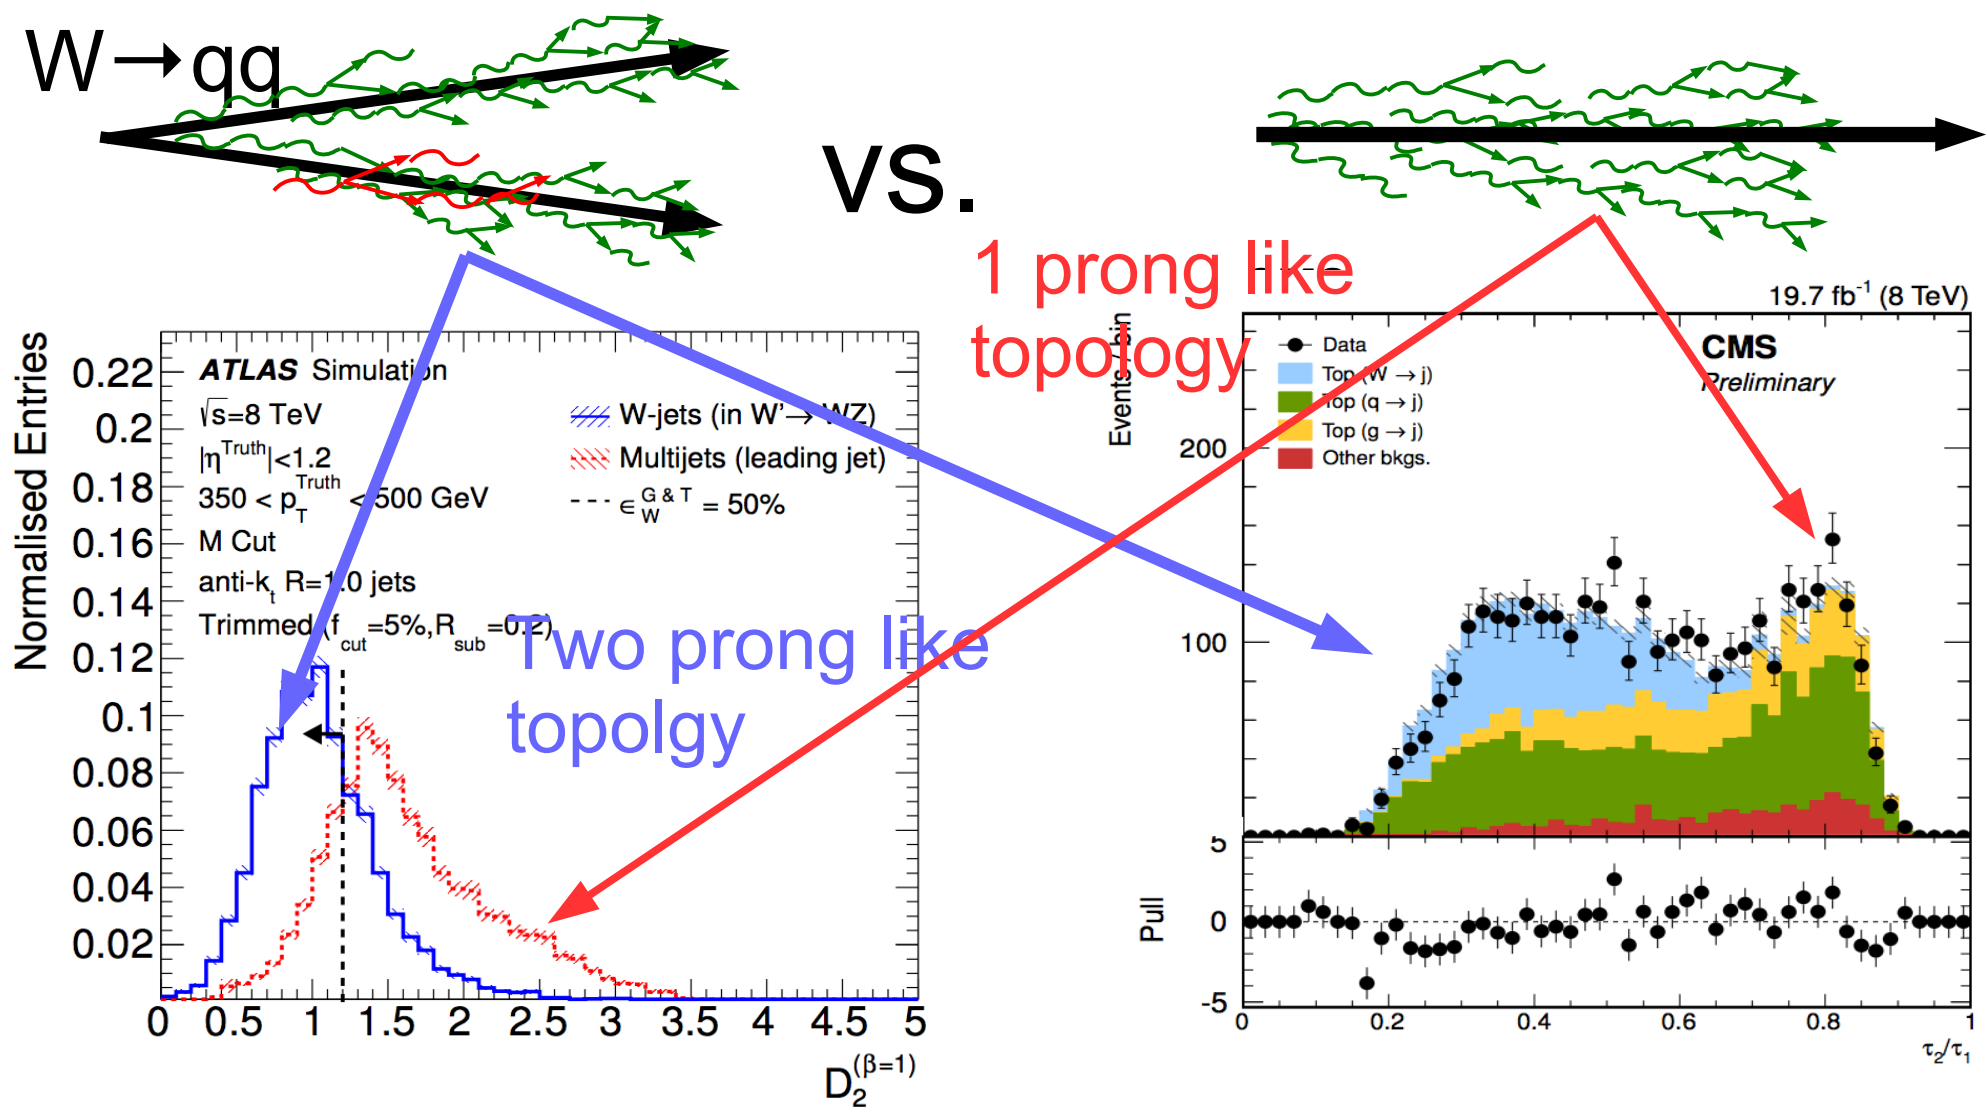 W→qq
vs.
1 prong like
topology
Two prong like
topolgy
Normalised Entries
ATLAS Simulation
√s=8 TeV
|η^Truth|<1.2
350 < p_T^Truth < 500 GeV
M Cut
anti-k_t R=1.0 jets
Trimmed (f_cut=5%,R_sub=0.2)
W-jets (in W'→ WZ)
Multijets (leading jet)
∈_W^G & T = 50%
0.22
0.2
0.18
0.16
0.14
0.12
0.1
0.08
0.06
0.04
0.02
0 0.5 1 1.5 2 2.5 3 3.5 4 4.5 5
D_2^(β=1)
19.7 fb^-1 (8 TeV)
Events / bin
CMS
Preliminary
Data
Top (W → j)
Top (q → j)
Top (g → j)
Other bkgs.
200
100
Pull
5
0
-5
0 0.2 0.4 0.6 0.8 1
τ_2/τ_1